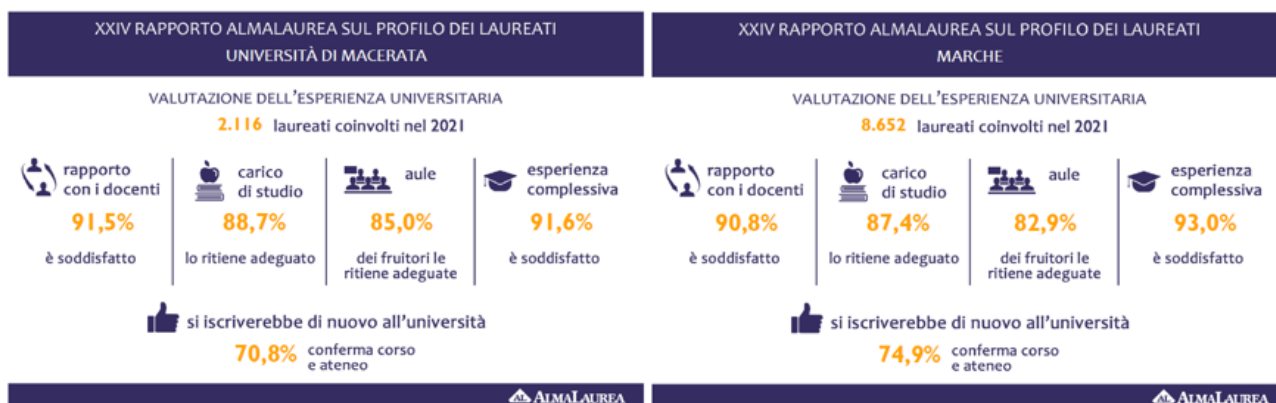 XXIV RAPPORTO ALMALAUREA SUL PROFILO DEI LAUREATI
UNIVERSITÀ DI MACERATA
VALUTAZIONE DELL'ESPERIENZA UNIVERSITARIA
2.116 laureati coinvolti nel 2021
rapporto
con i docenti
91,5%
è soddisfatto
carico
di studio
88,7%
lo ritiene adeguato
aule
85,0%
dei fruitori le
ritiene adeguate
esperienza
complessiva
91,6%
è soddisfatto
si iscriverebbe di nuovo all'università
70,8% conferma corso
e ateneo
AL ALMALAUREA
XXIV RAPPORTO ALMALAUREA SUL PROFILO DEI LAUREATI
MARCHE
VALUTAZIONE DELL'ESPERIENZA UNIVERSITARIA
8.652 laureati coinvolti nel 2021
rapporto
con i docenti
90,8%
è soddisfatto
carico
di studio
87,4%
lo ritiene adeguato
aule
82,9%
dei fruitori le
ritiene adeguate
esperienza
complessiva
93,0%
è soddisfatto
si iscriverebbe di nuovo all'università
74,9% conferma corso
e ateneo
AL ALMALAUREA